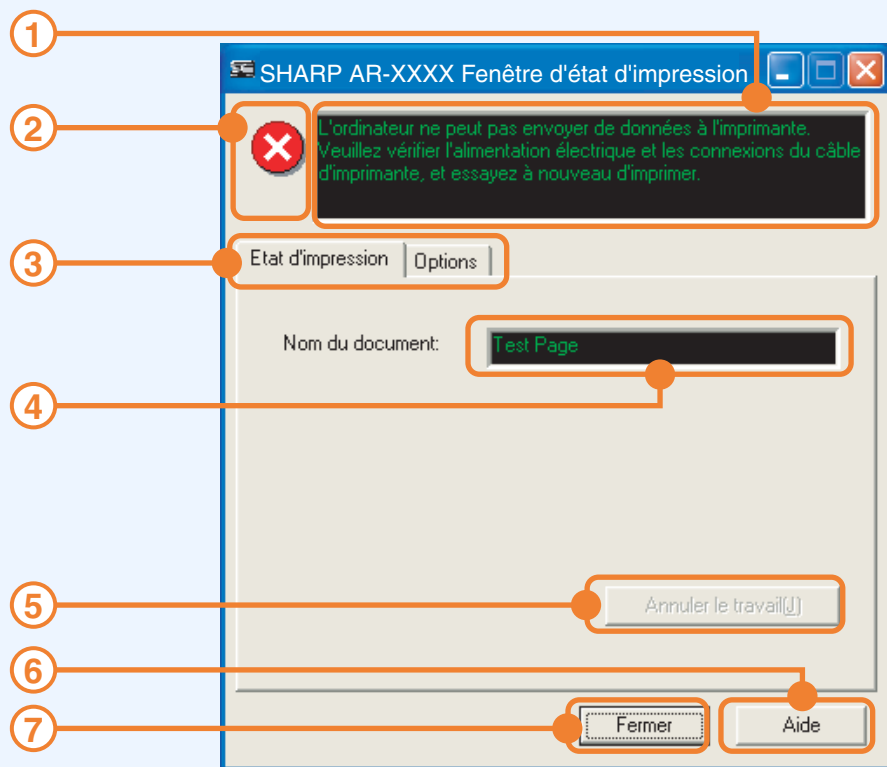 1
SHARP AR-XXXX Fenêtre d'état d'impression
2
L'ordinateur ne peut pas envoyer de données à l'imprimante.
Veuillez vérifier l'alimentation électrique et les connexions du câble
d'imprimante, et essayez à nouveau d'imprimer.
3
Etat d'impression
Options
Nom du document:
Test Page
4
5
Annuler le travail(J)
6
7
Fermer
Aide